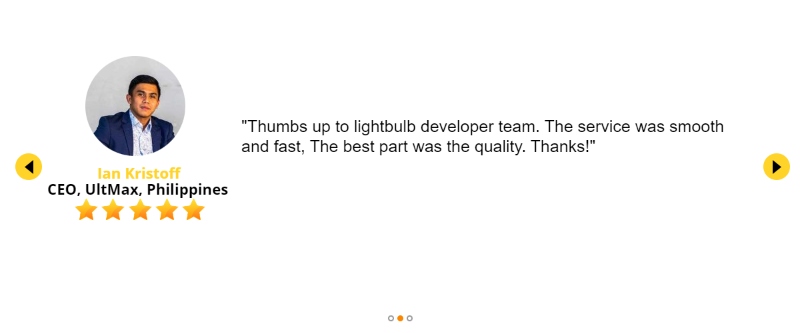 "Thumbs up to lightbulb developer team. The service was smooth
and fast, The best part was the quality. Thanks!"
Ian Kristoff
CEO, UltMax, Philippines